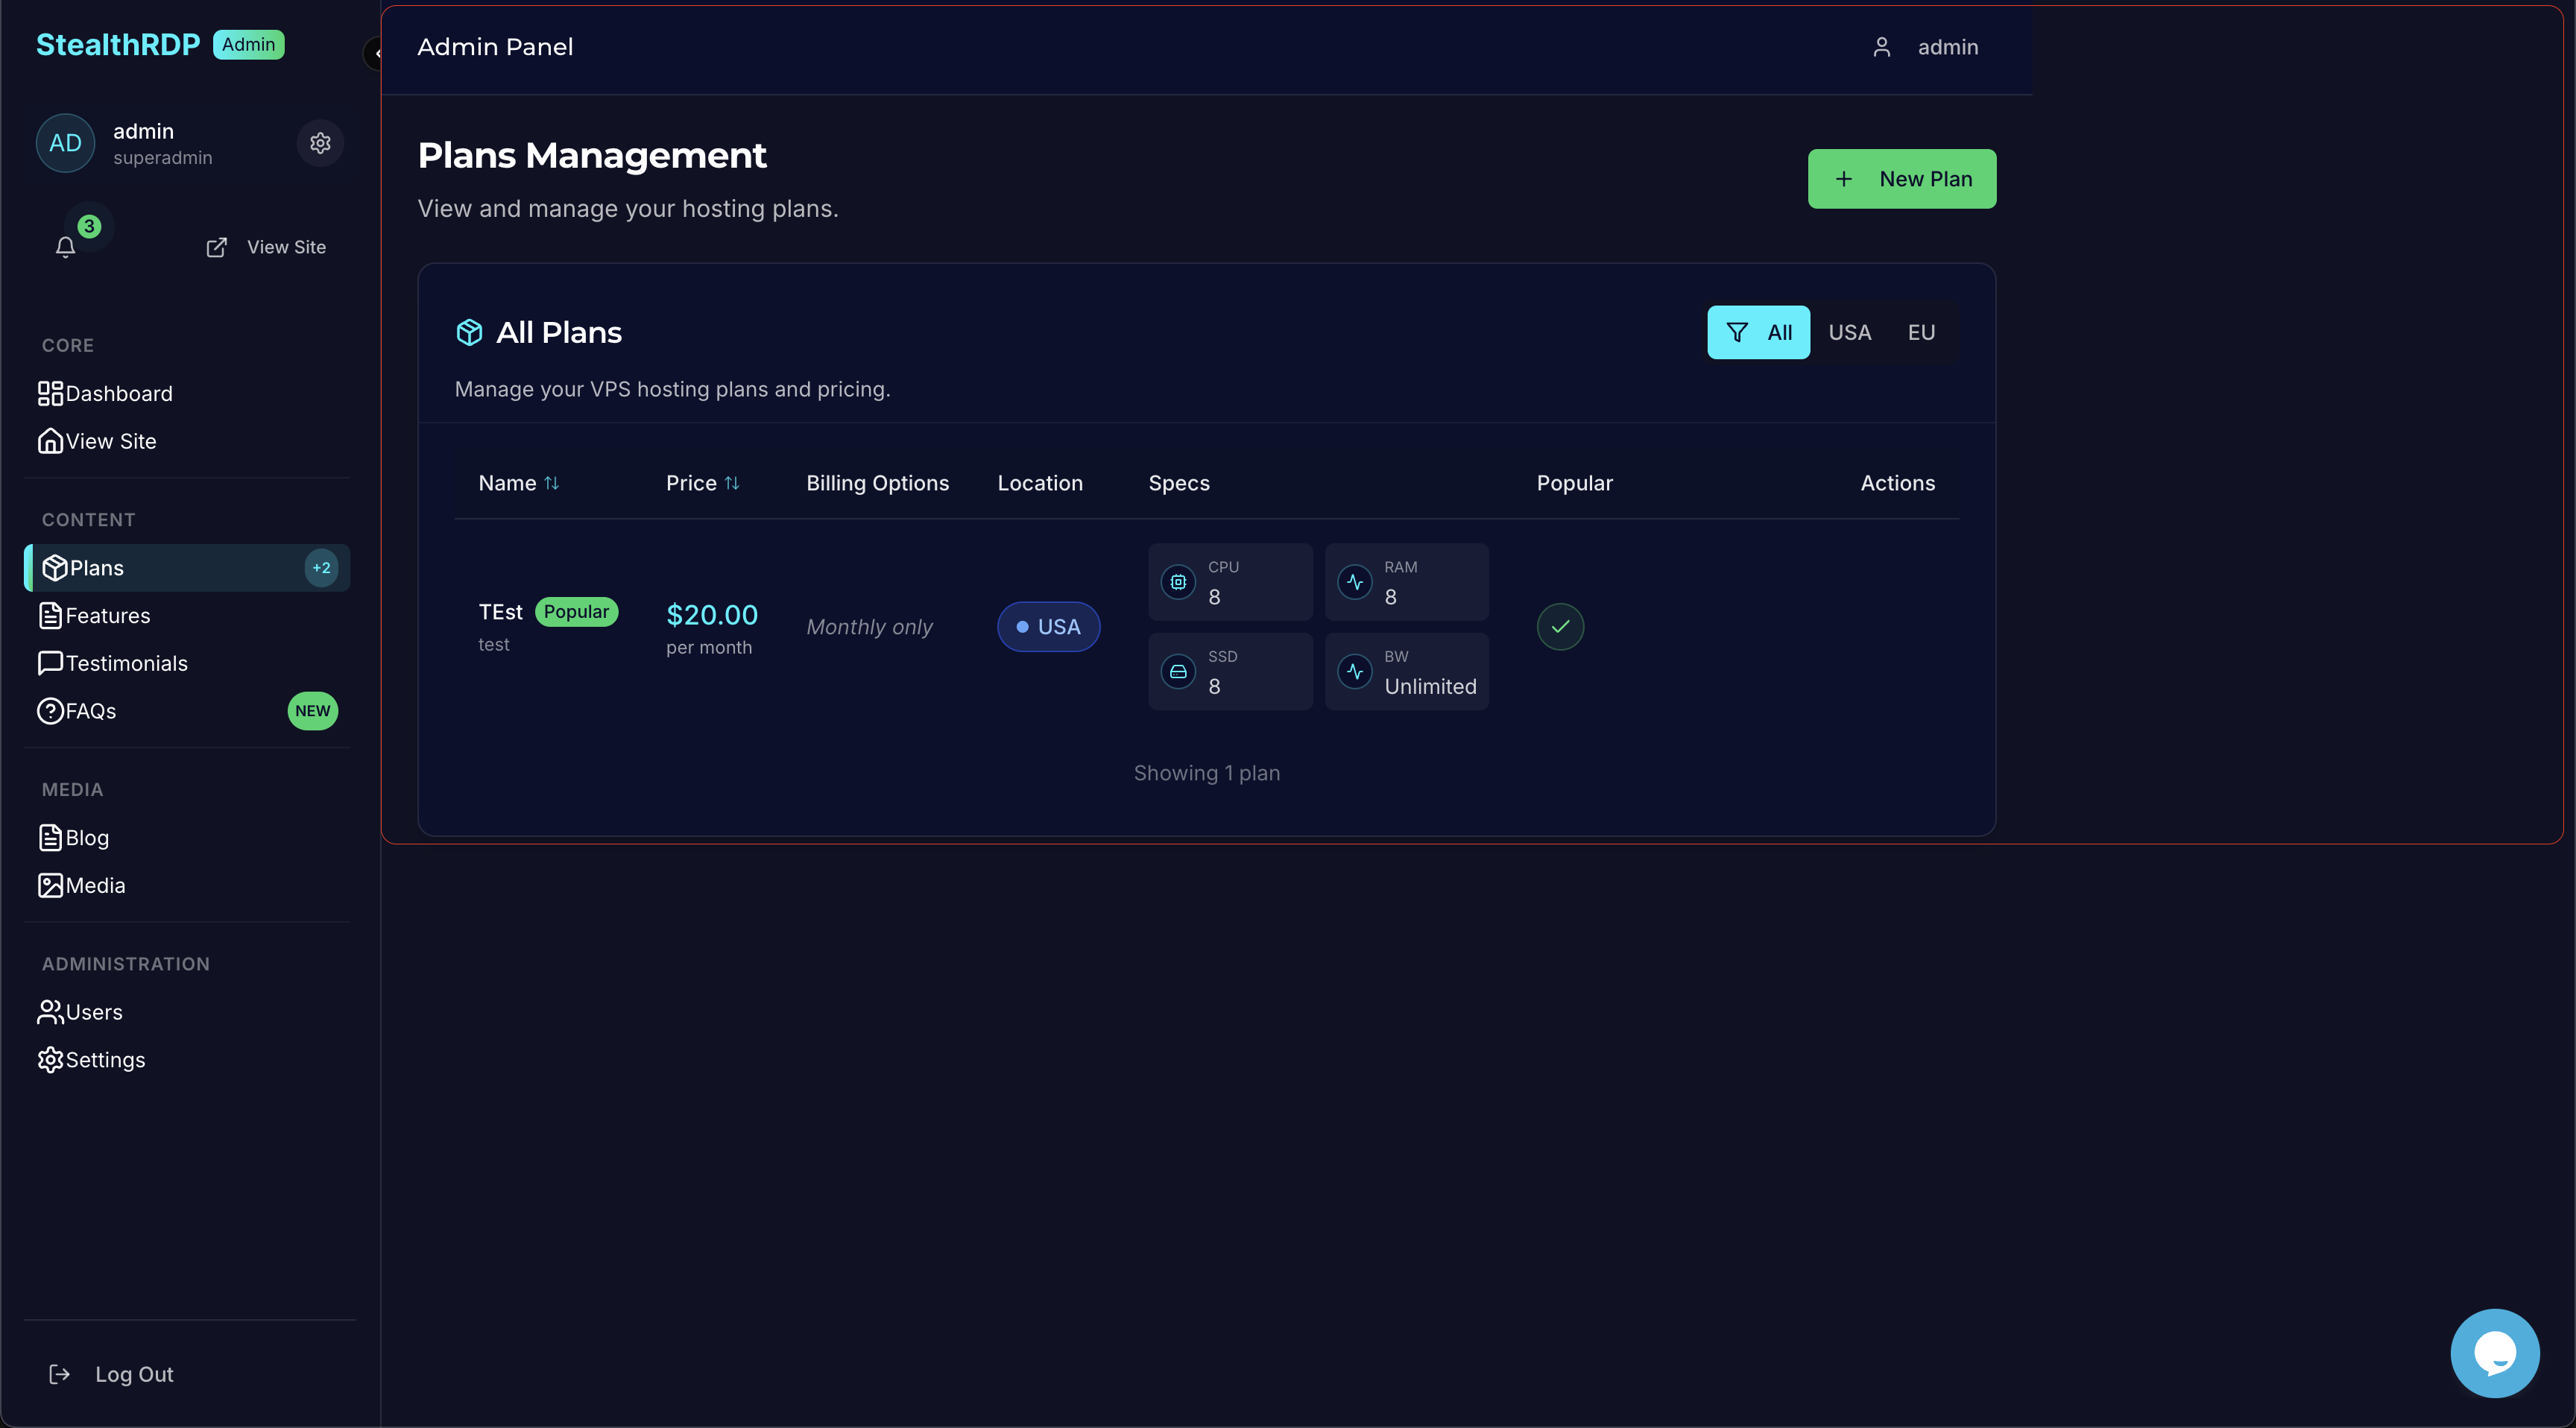 StealthRDP Admin
AD
admin
superadmin
3
View Site
CORE
Dashboard
View Site
CONTENT
Plans +2
Features
Testimonials
FAQs NEW
MEDIA
Blog
Media
ADMINISTRATION
Users
Settings
Log Out
Admin Panel
admin
Plans Management
View and manage your hosting plans.
New Plan
All Plans
All USA EU
Manage your VPS hosting plans and pricing.
Name Price Billing Options Location Specs Popular Actions
TEst Popular
test
$20.00
per month
Monthly only
USA
CPU
8
RAM
8
SSD
8
BW
Unlimited
Showing 1 plan